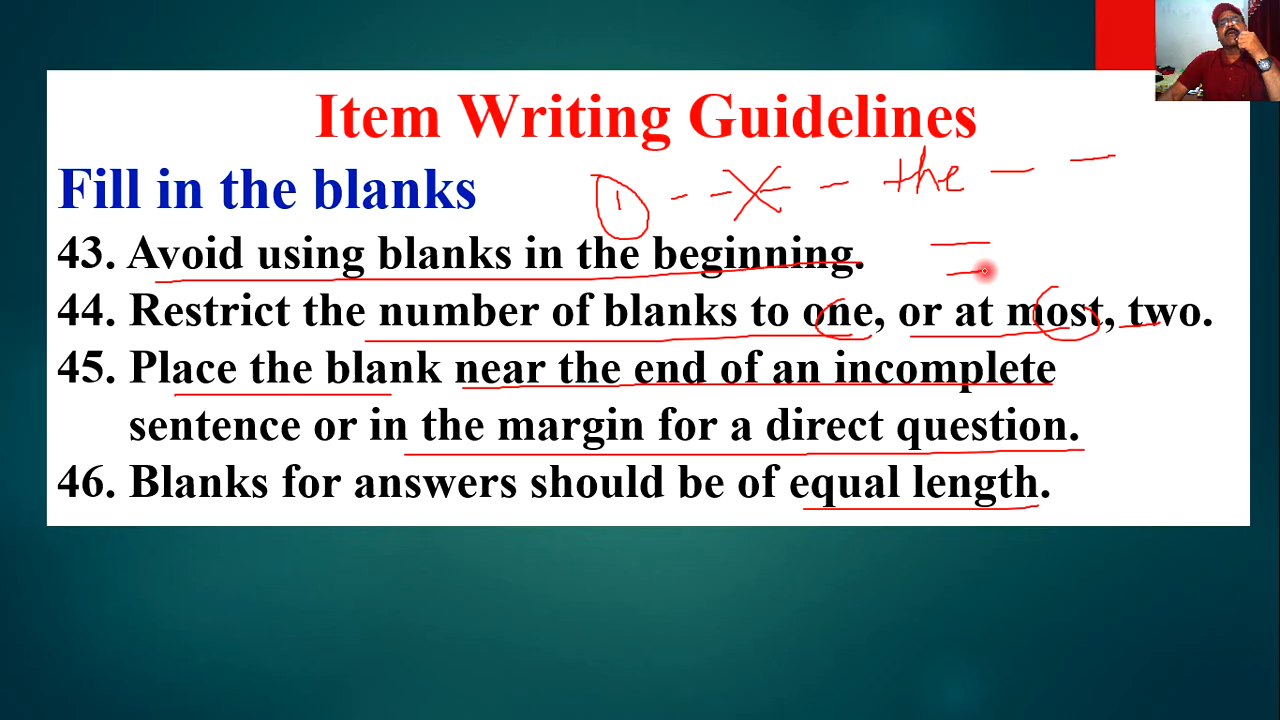 Item Writing Guidelines
Fill in the blanks
① - - X - - the - -
43. Avoid using blanks in the beginning.
44. Restrict the number of blanks to one, or at most, two.
45. Place the blank near the end of an incomplete
sentence or in the margin for a direct question.
46. Blanks for answers should be of equal length.